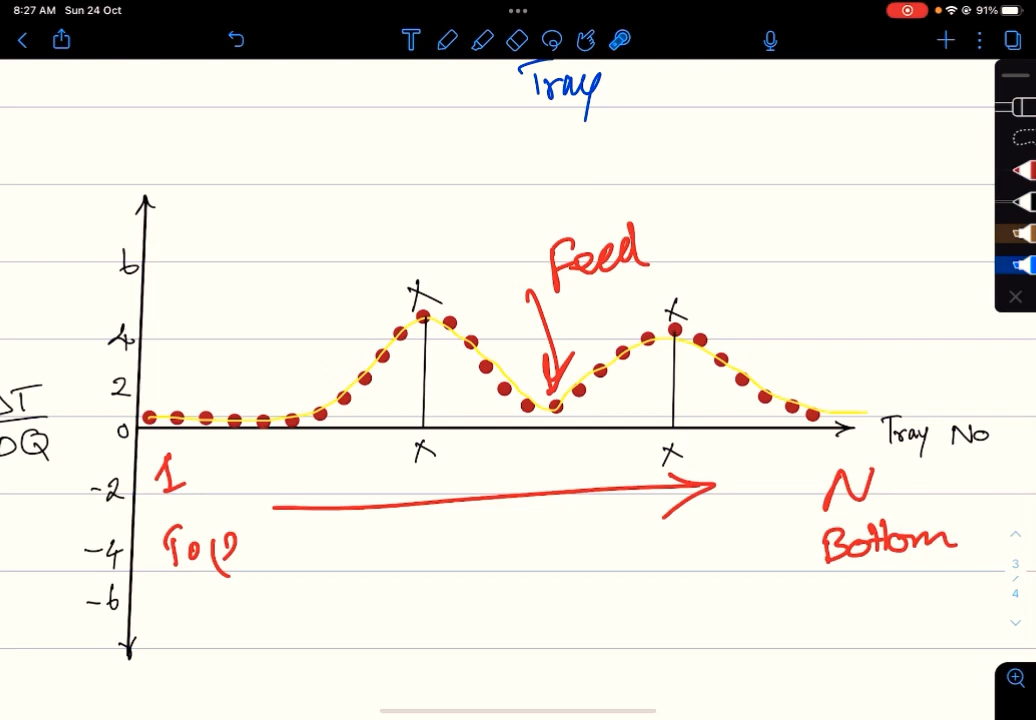 8:27 AM Sun 24 Oct
91%
Tray
Feed
6
X
X
4
2
ΔT
DQ
0
Tray No
X
X
-2
1
N
-4
Top
Bottom
-6
3
4